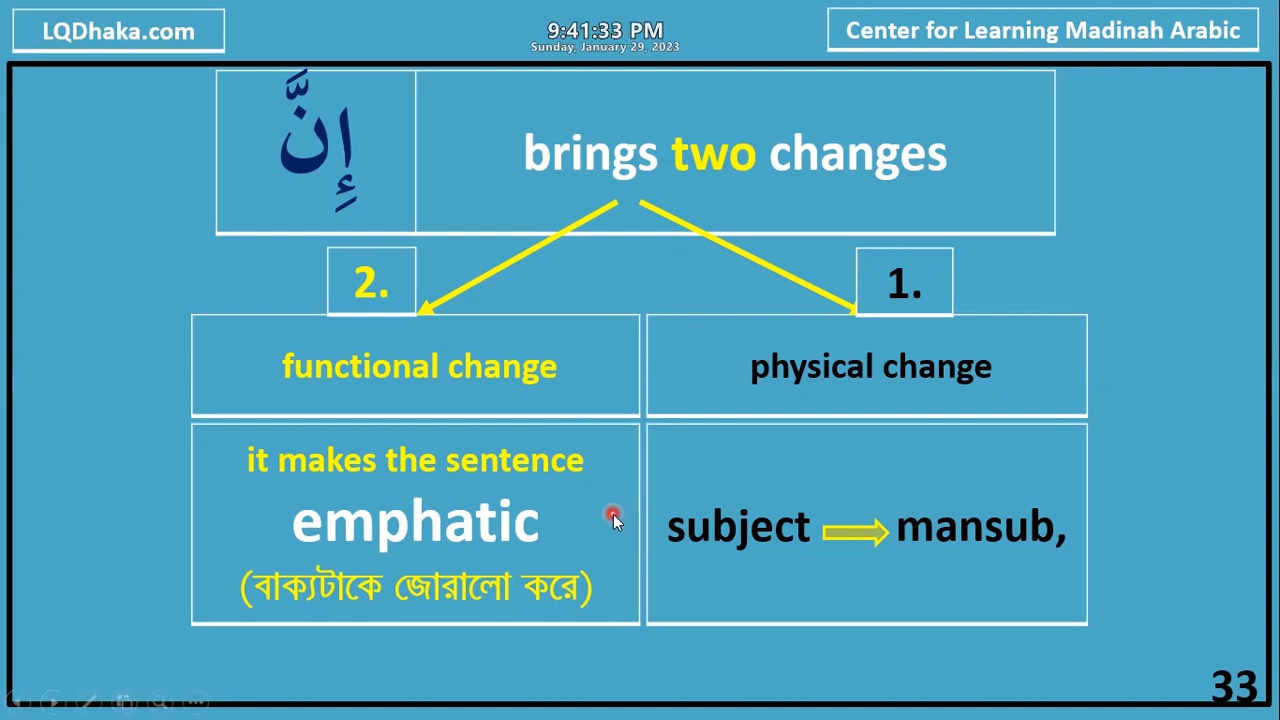 LQDhaka.com
9:41:33 PM
Sunday, January 29, 2023
Center for Learning Madinah Arabic
إِنَّ
brings two changes
2.
1.
functional change
physical change
it makes the sentence
emphatic
(বাক্যটাকে জোরালো করে)
subject mansub,
33